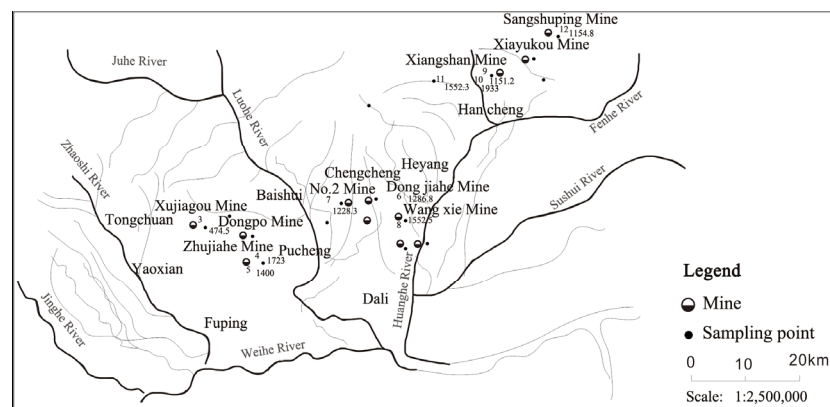 Sangshuping Mine
12 1154.8
Xiayukou Mine
Juhe River
Xiangshan Mine
9
11
10 1151.2
1552.3
1933
Luohe River
Han cheng
Fenhe River
Zhaoshi River
Heyang
Chengcheng
Sushui River
Baishui
No.2 Mine
Dong jiahe Mine
Xujiagou Mine
7
6 1286.8
1228.3
Wang xie Mine
Tongchuan
3
474.5
Dongpo Mine
8
1552.5
Zhujiahe Mine
Pucheng
4 1723
5 1400
Yaoxian
Huanghe River
Legend
Mine
Jinghe River
Dali
Fuping
Sampling point
Weihe River
0 10 20km
Scale: 1:2,500,000